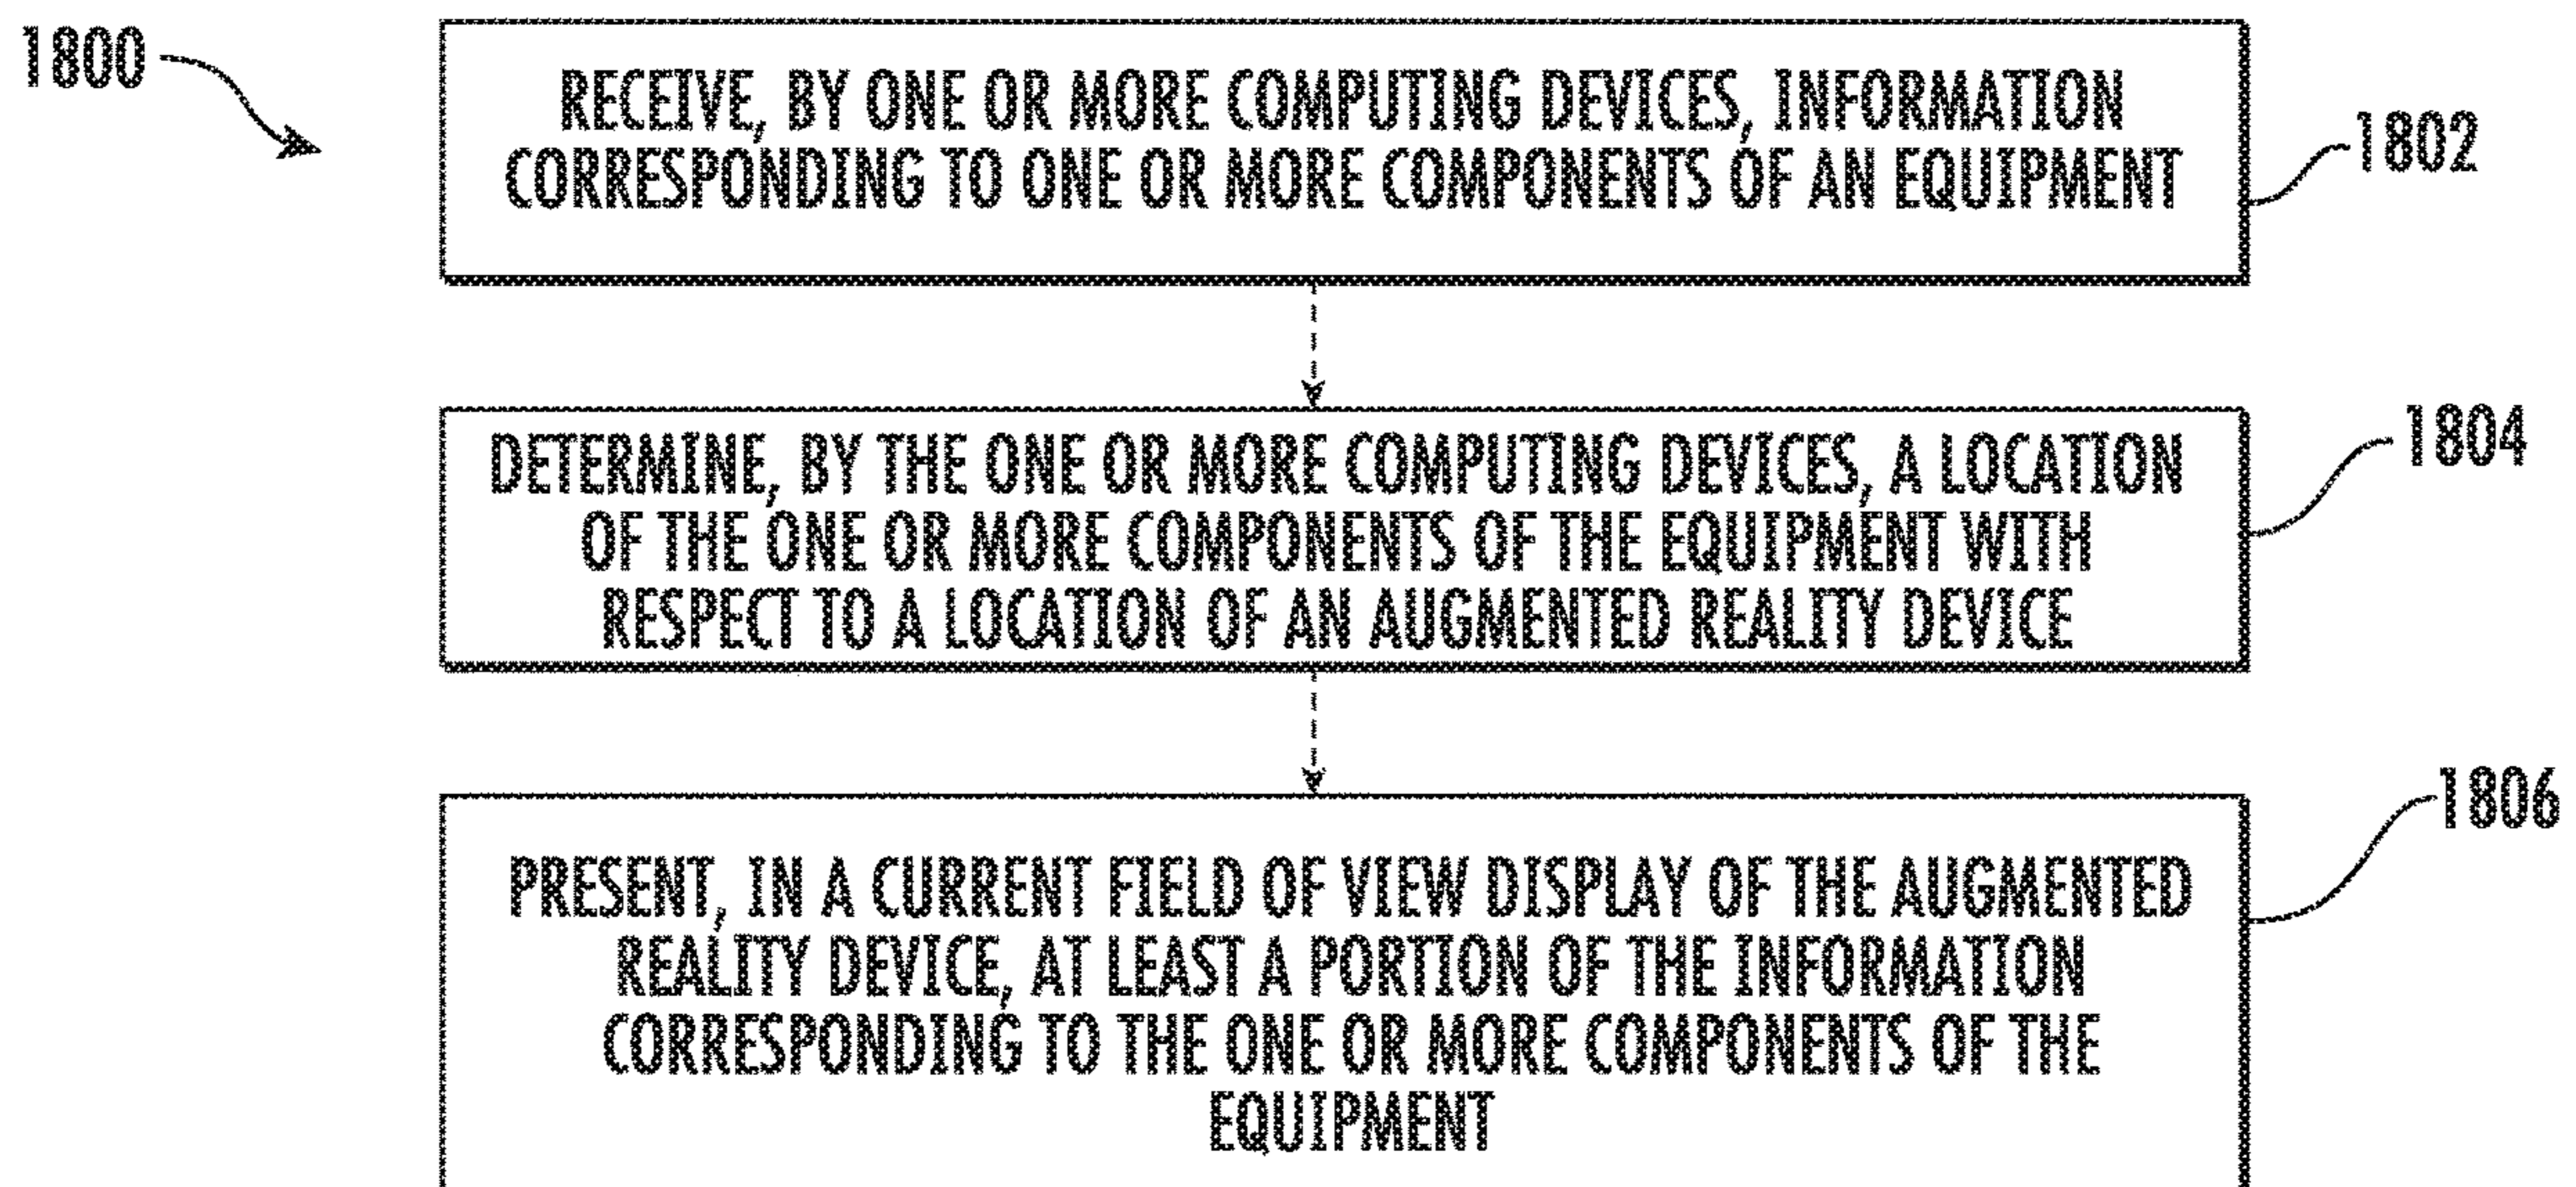 1800
RECEIVE, BY ONE OR MORE COMPUTING DEVICES, INFORMATION
CORRESPONDING TO ONE OR MORE COMPONENTS OF AN EQUIPMENT
1802
DETERMINE, BY THE ONE OR MORE COMPUTING DEVICES, A LOCATION
OF THE ONE OR MORE COMPONENTS OF THE EQUIPMENT WITH
RESPECT TO A LOCATION OF AN AUGMENTED REALITY DEVICE
1804
PRESENT, IN A CURRENT FIELD OF VIEW DISPLAY OF THE AUGMENTED
REALITY DEVICE, AT LEAST A PORTION OF THE INFORMATION
CORRESPONDING TO THE ONE OR MORE COMPONENTS OF THE
EQUIPMENT
1806